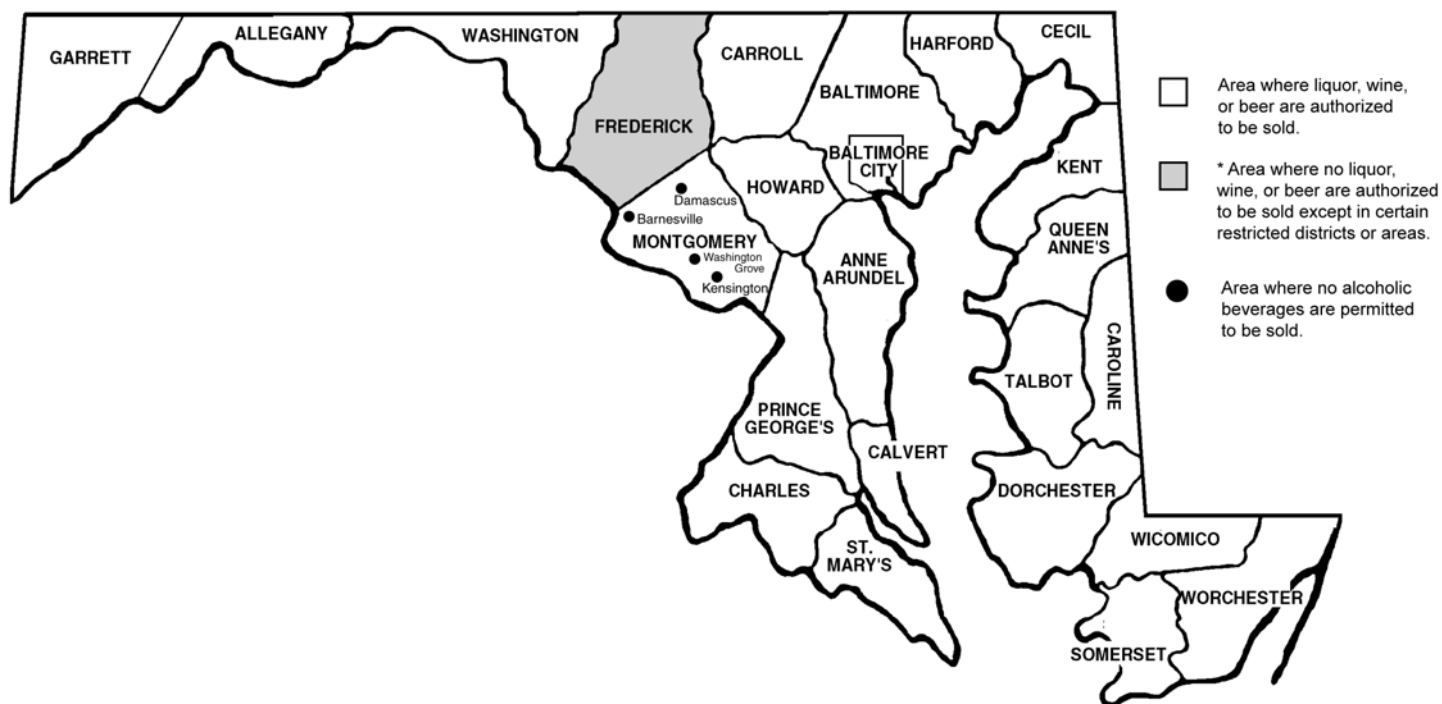 GARRETT
ALLEGANY
WASHINGTON
FREDERICK
CARROLL
BALTIMORE
HARFORD
CECIL
BALTIMORE
CITY
HOWARD
KENT
Damascus
Barnesville
MONTGOMERY
Washington
Grove
Kensington
QUEEN
ANNE'S
ANNE
ARUNDEL
CAROLINE
TALBOT
PRINCE
GEORGE'S
CALVERT
CHARLES
DORCHESTER
ST.
MARY'S
WICOMICO
WORCHESTER
SOMERSET
Area where liquor, wine,
or beer are authorized
to be sold.
* Area where no liquor,
wine, or beer are authorized
to be sold except in certain
restricted districts or areas.
Area where no alcoholic
beverages are permitted
to be sold.